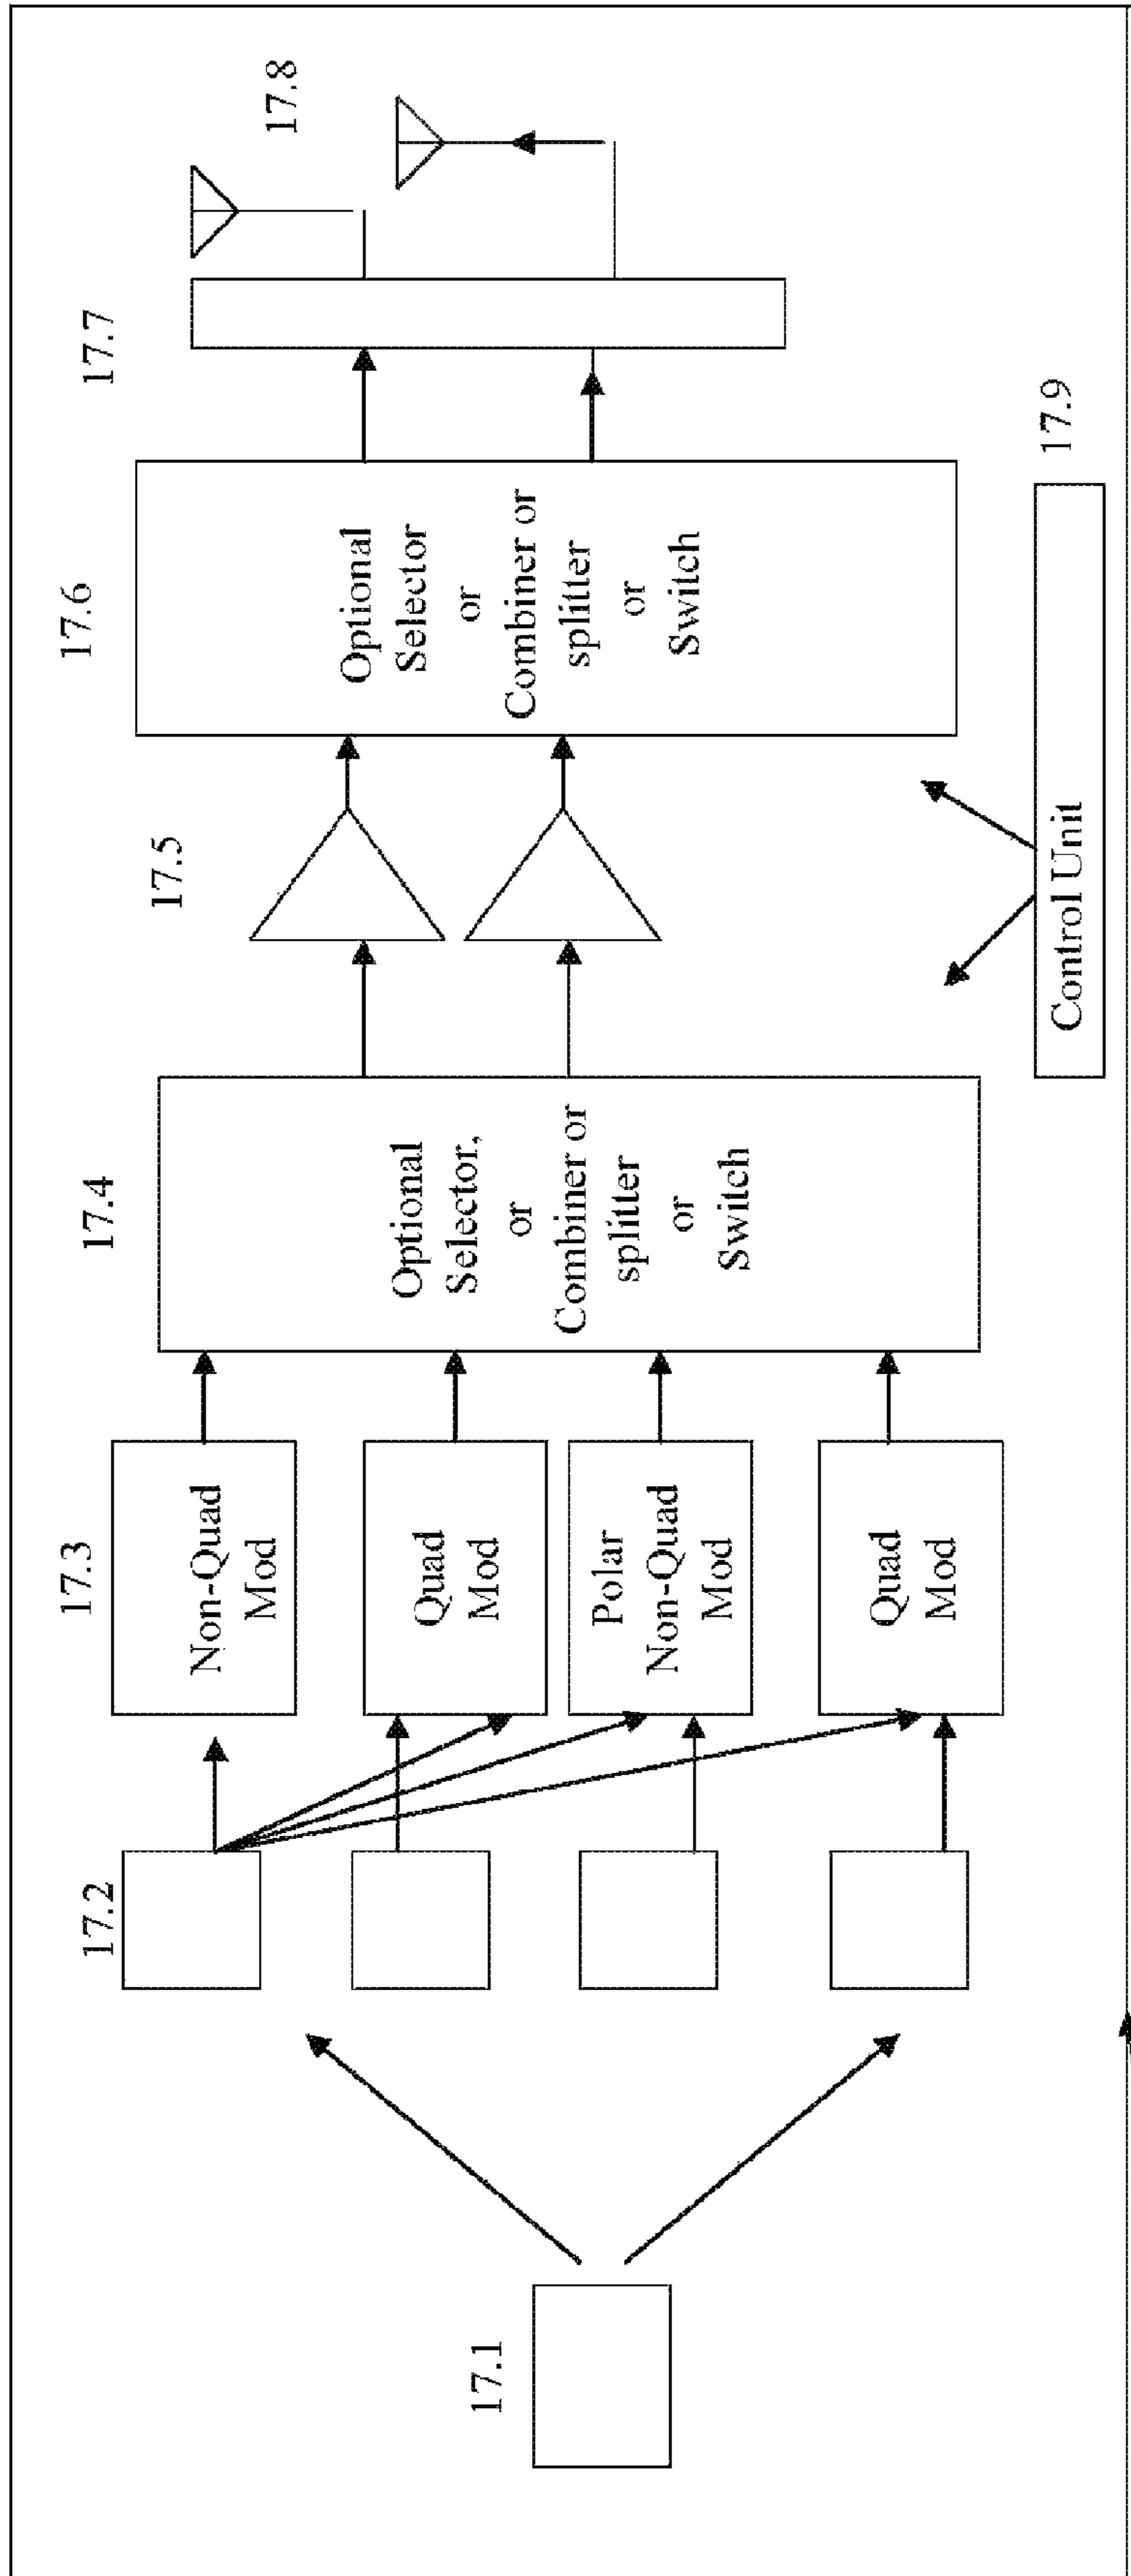 17.1
17.2
17.3
Non-Quad
Mod
Quad
Mod
Polar
Non-Quad
Mod
Quad
Mod
17.4
Optional
Selector,
or
Combiner or
splitter
or
Switch
17.5
17.6
Optional
Selector
or
Combiner or
splitter
or
Switch
17.7
17.8
Control Unit
17.9